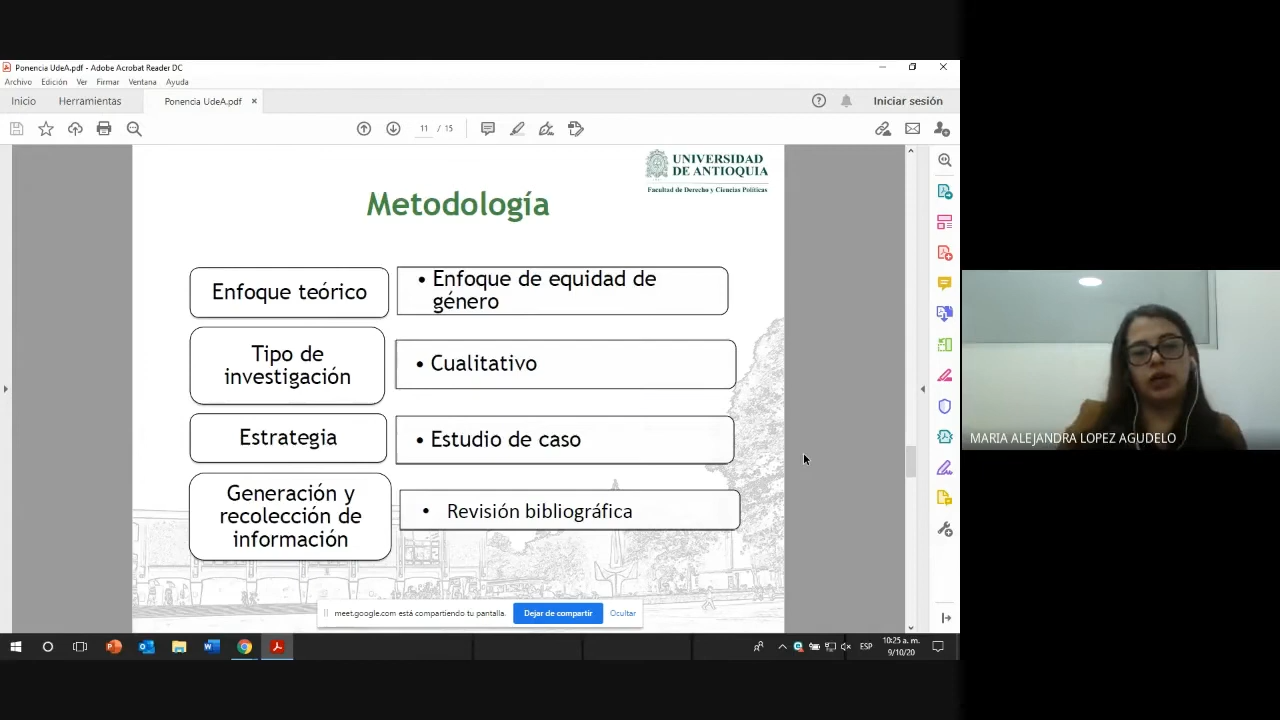 Ponencia UdeA.pdf - Adobe Acrobat Reader DC
Archivo Edición Ver Firmar Ventana Ayuda
Inicio Herramientas Ponencia UdeA.pdf × Iniciar sesión
11 / 15
UNIVERSIDAD
DE ANTIOQUIA
Facultad de Derecho y Ciencias Políticas
Metodología
Enfoque teórico
• Enfoque de equidad de
género
Tipo de
investigación
• Cualitativo
Estrategia
• Estudio de caso
Generación y
recolección de
información
• Revisión bibliográfica
MARIA ALEJANDRA LOPEZ AGUDELO
meet.google.com está compartiendo tu pantalla. Dejar de compartir Ocultar
ESP
10:25 a. m.
9/10/20